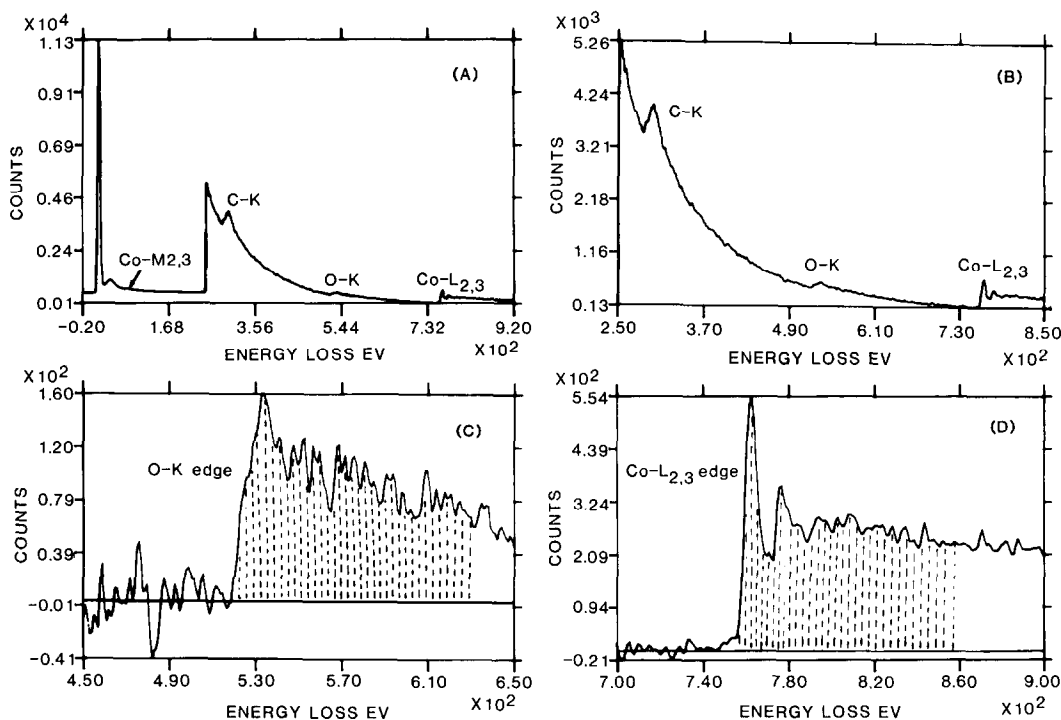 X10⁴
1.13
0.91
0.69
0.46
0.24
0.01
COUNTS
(A)
C-K
Co-M2,3
O-K
Co-L₂,₃
-0.20 1.68 3.56 5.44 7.32 9.20
ENERGY LOSS EV X10²
X10³
5.26
4.24
3.21
2.18
1.16
0.13
COUNTS
(B)
C-K
O-K
Co-L₂,₃
2.50 3.70 4.90 6.10 7.30 8.50
ENERGY LOSS EV X10²
X10²
1.60
1.20
0.79
0.39
-0.01
-0.41
COUNTS
(C)
O-K edge
4.50 4.90 5.30 5.70 6.10 6.50
ENERGY LOSS EV X10²
X10²
5.54
4.39
3.24
2.09
0.94
-0.21
COUNTS
(D)
Co-L₂,₃ edge
7.00 7.40 7.80 8.20 8.60 9.00
ENERGY LOSS EV X10²